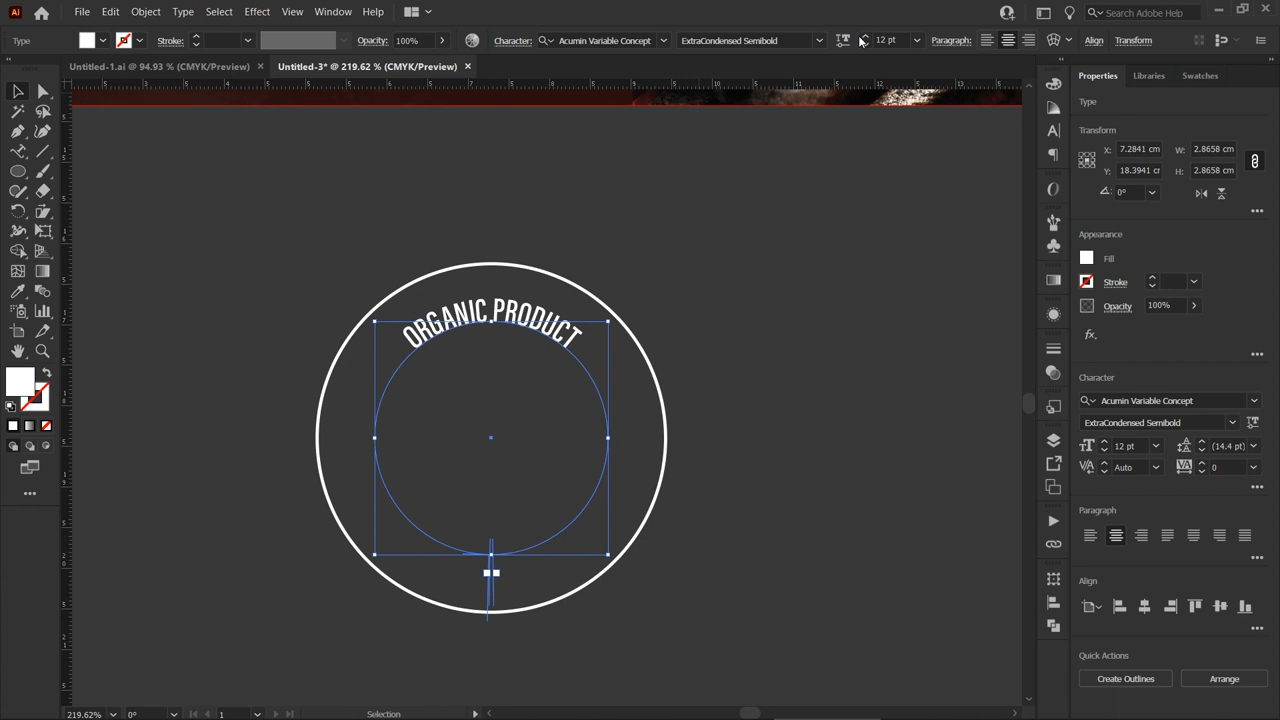 Ai File Edit Object Type Select Effect View Window Help Search Adobe Help
Type Stroke: Opacity: 100% Character: Acumin Variable Concept ExtraCondensed Semibold 12 pt Paragraph: Align Transform
Untitled-1.ai @ 94.93 % (CMYK/Preview) × Untitled-3* @ 219.62 % (CMYK/Preview) ×
Properties Libraries Swatches
Type
Transform
X: 7.2841 cm W: 2.8658 cm
Y: 18.3941 cr H: 2.8658 cm
0°
Appearance
Fill
Stroke
Opacity 100%
fx.
Character
Acumin Variable Concept
ExtraCondensed Semibold
12 pt (14.4 pt)
Auto 0
Paragraph
Align
Quick Actions
Create Outlines Arrange
ORGANIC PRODUCT
219.62% 0° 1 Selection